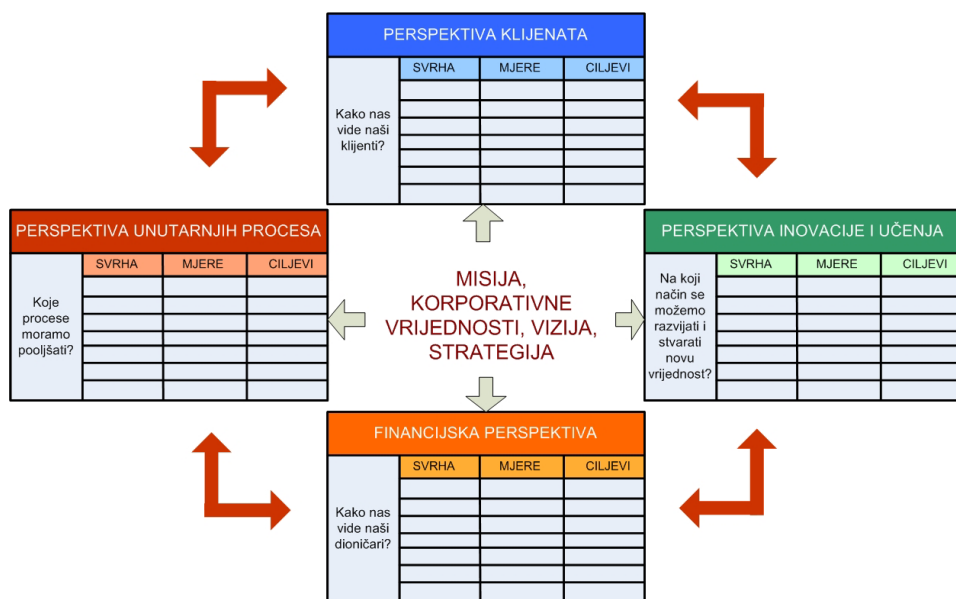 PERSPEKTIVA KLIJENATA
SVRHA MJERE CILJEVI
Kako nas
vide naši
klijenti?
PERSPEKTIVA UNUTARNJIH PROCESA
SVRHA MJERE CILJEVI
Koje
procese
moramo
pooljšati?
MISIJA,
KORPORATIVNE
VRIJEDNOSTI, VIZIJA,
STRATEGIJA
PERSPEKTIVA INOVACIJE I UČENJA
SVRHA MJERE CILJEVI
Na koji
način se
možemo
razvijati i
stvarati
novu
vrijednost?
FINANCIJSKA PERSPEKTIVA
SVRHA MJERE CILJEVI
Kako nas
vide naši
dioničari?